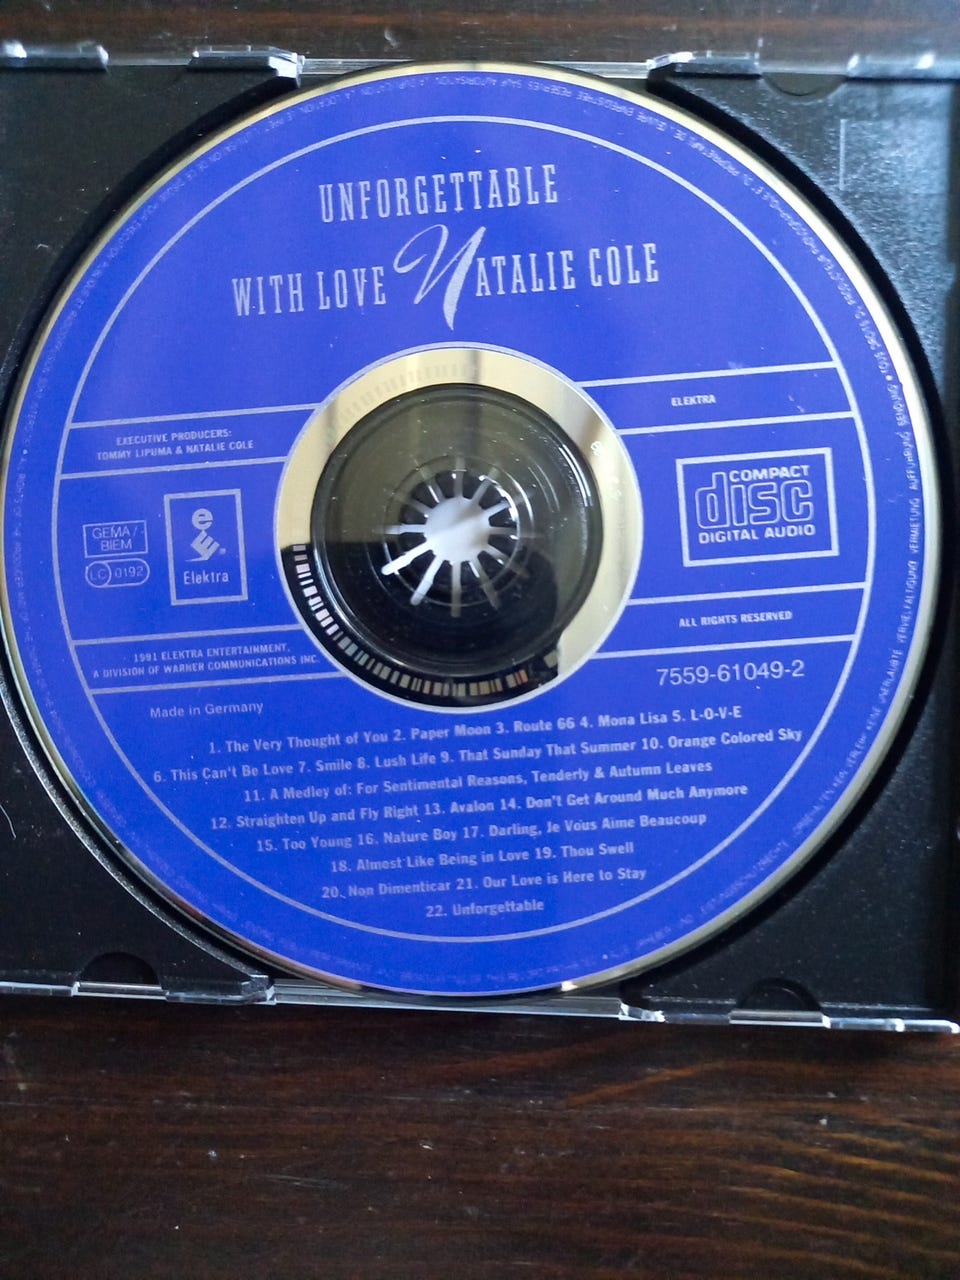 UNFORGETTABLE
WITH LOVE NATALIE COLE
ELEKTRA
EXECUTIVE PRODUCERS:
TOMMY LIPUMA & NATALIE COLE
COMPACT
disc
DIGITAL AUDIO
GEMA/-
BIEM
LC 0192
Elektra
ALL RIGHTS RESERVED
1991 ELEKTRA ENTERTAINMENT,
A DIVISION OF WARNER COMMUNICATIONS INC.
7559-61049-2
Made in Germany
1. The Very Thought of You 2. Paper Moon 3. Route 66 4. Mona Lisa 5. L-O-V-E
6. This Can't Be Love 7. Smile 8. Lush Life 9. That Sunday That Summer 10. Orange Colored Sky
11. A Medley of: For Sentimental Reasons, Tenderly & Autumn Leaves
12. Straighten Up and Fly Right 13. Avalon 14. Don't Get Around Much Anymore
15. Too Young 16. Nature Boy 17. Darling, Je Vous Aime Beaucoup
18. Almost Like Being in Love 19. Thou Swell
20. Non Dimenticar 21. Our Love is Here to Stay
22. Unforgettable
KEINE UNERLAUBTE VERVIELFÄLTIGUNG, VERMIETUNG, AUFFÜHRUNG, SENDUNG